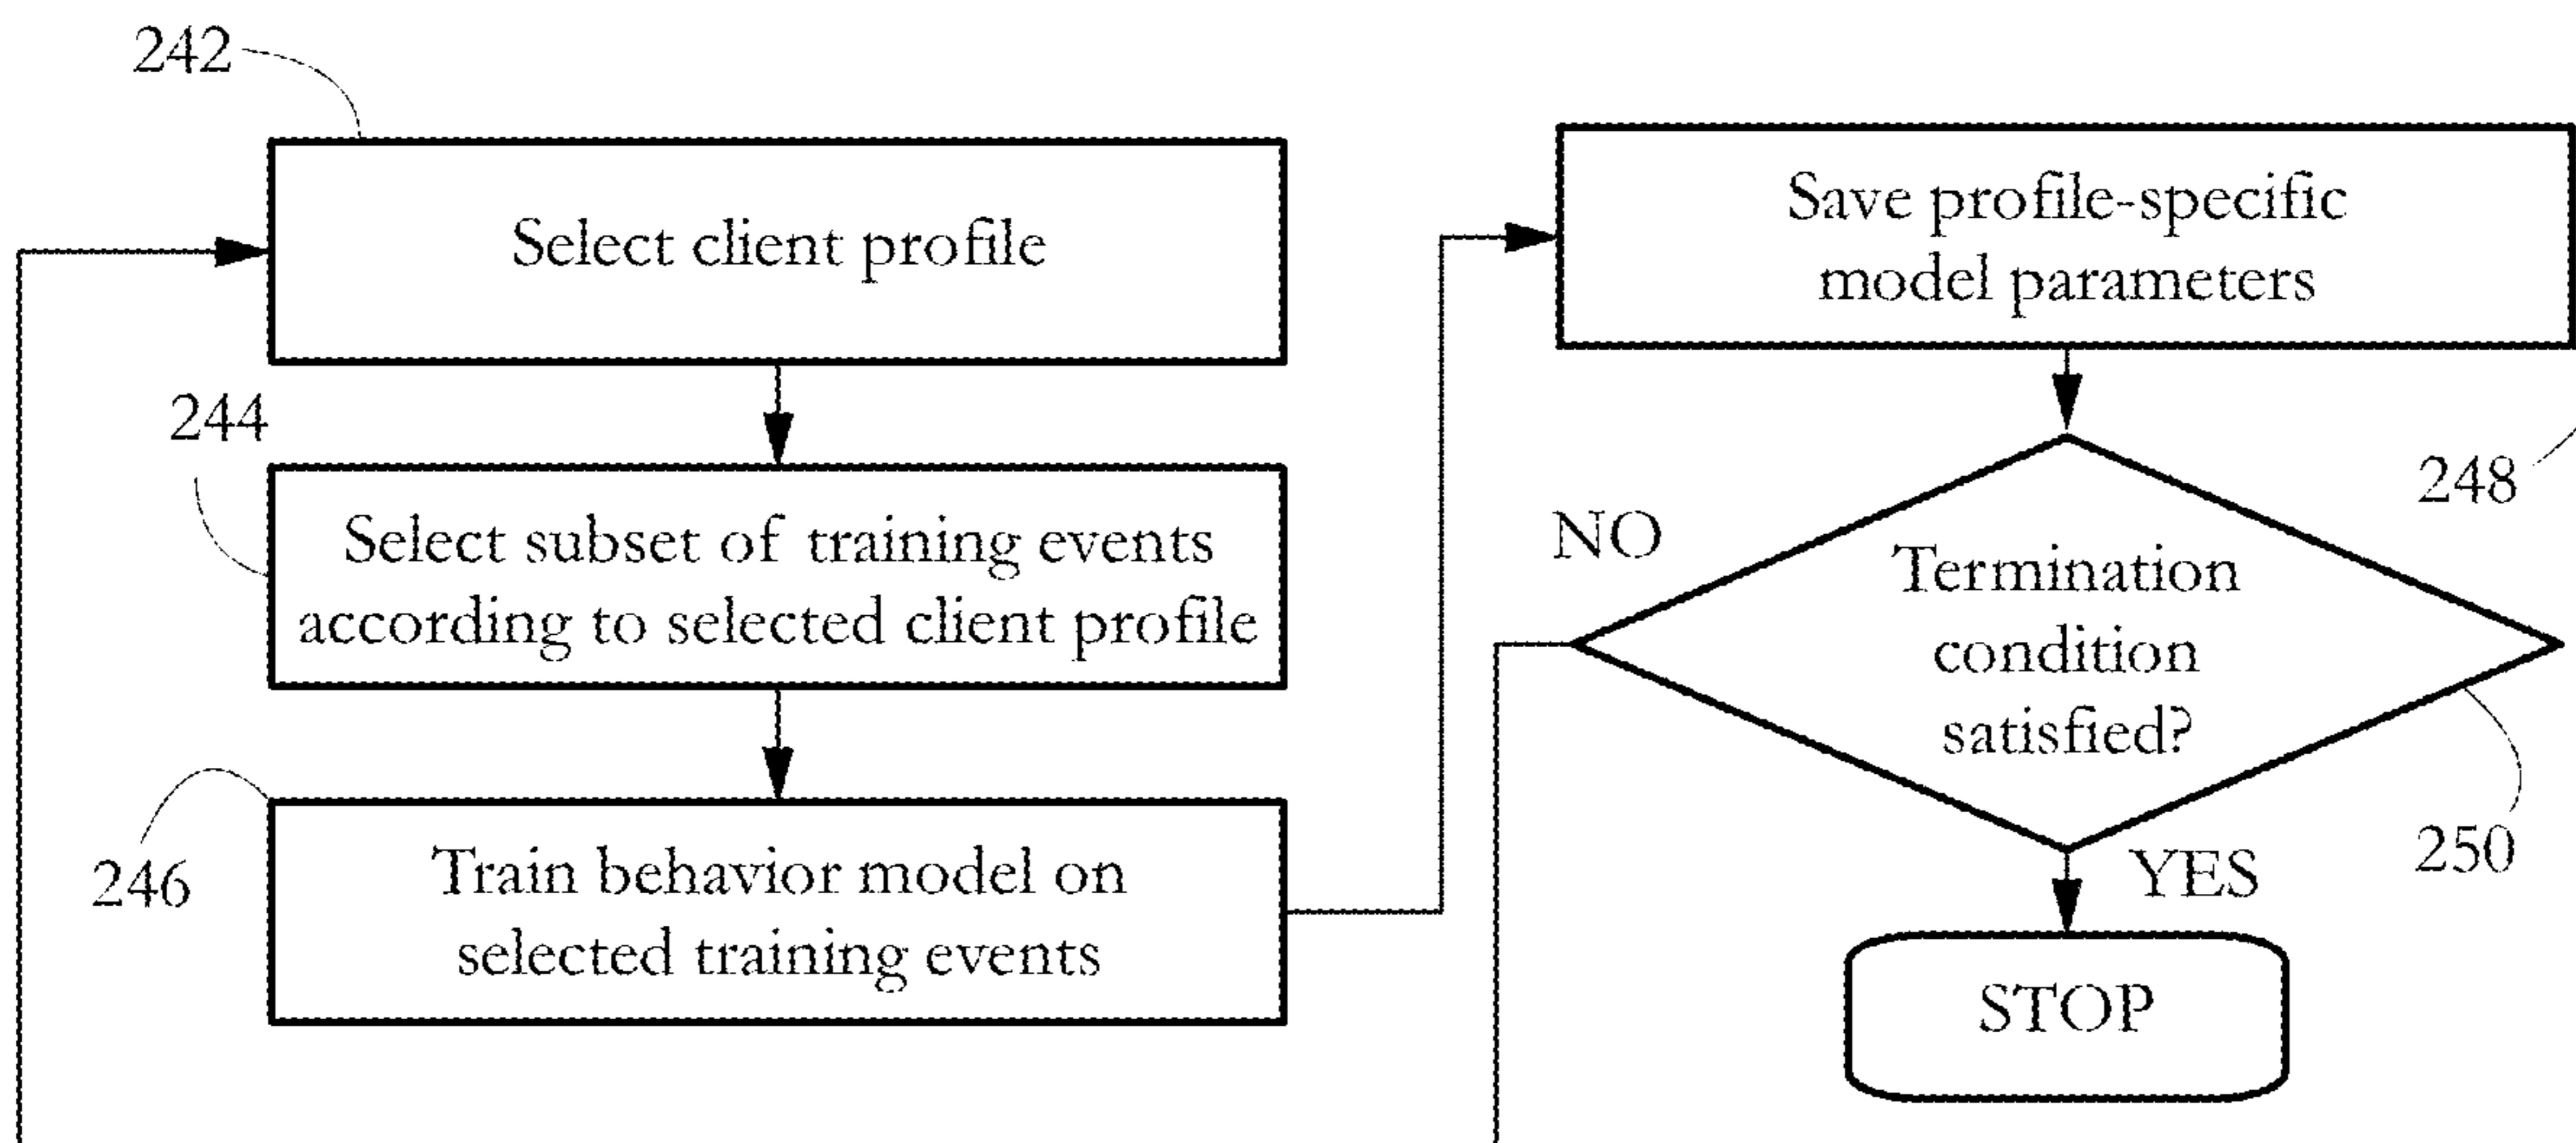 242
Select client profile
244
Select subset of training events
according to selected client profile
246
Train behavior model on
selected training events
Save profile-specific
model parameters
248
NO
Termination
condition
satisfied?
250
YES
STOP